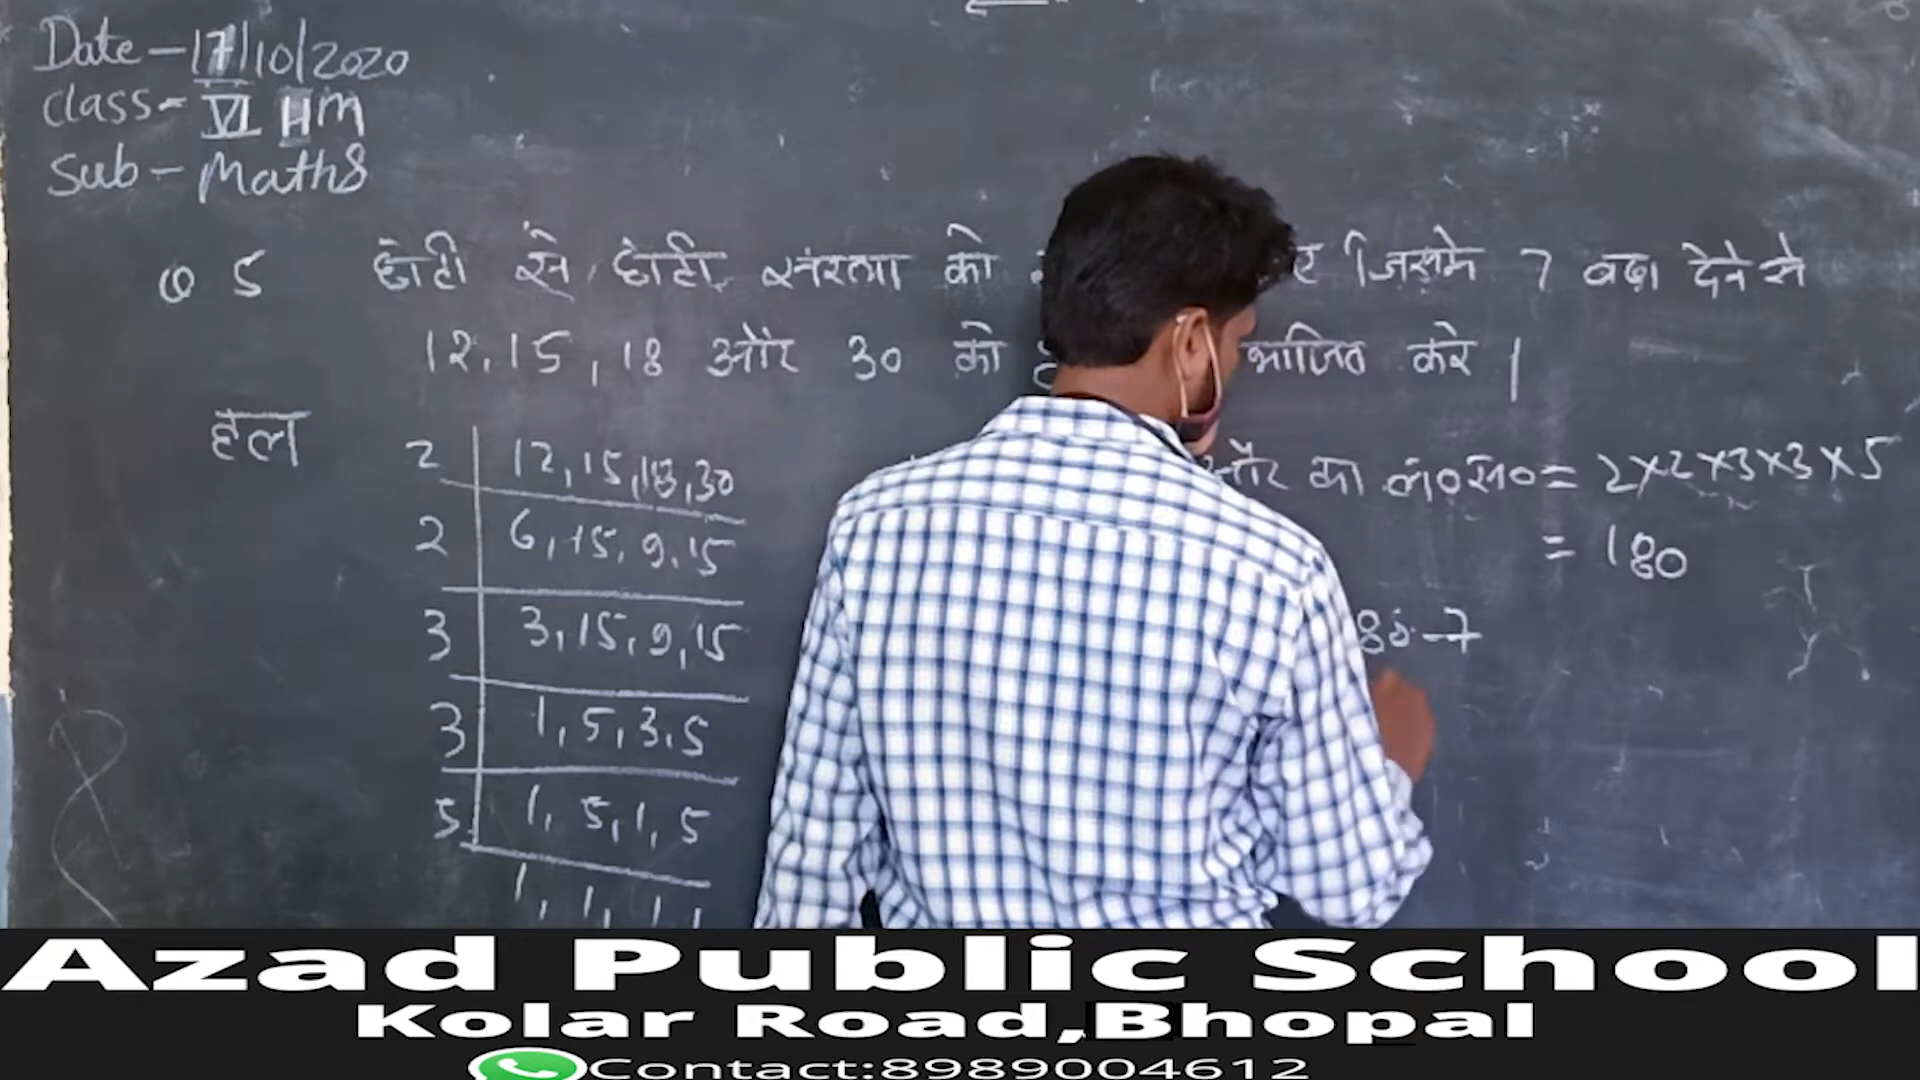 Date - 17/10/2020
Class - VI HM
Sub - Maths
Q 5 छोटी से छोटी संख्या को जिसमे 7 बढ़ा देने से
12, 15, 18 और 30 को भाजित करे |
हल
2 | 12, 15, 18, 30
2 | 6, 15, 9, 15
3 | 3, 15, 9, 15
3 | 1, 5, 3, 5
5 | 1, 5, 1, 5
1, 1, 1, 1
और का ल०स० = 2×2×3×3×5
= 180
80-7
Azad Public School
Kolar Road,Bhopal
Contact:8989004612